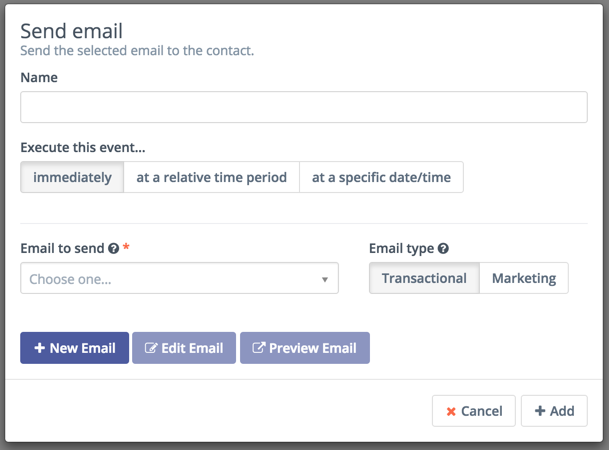 Send email
Send the selected email to the contact.
Name
Execute this event...
immediately at a relative time period at a specific date/time
Email to send * Email type
Choose one... Transactional Marketing
New Email Edit Email Preview Email
Cancel Add